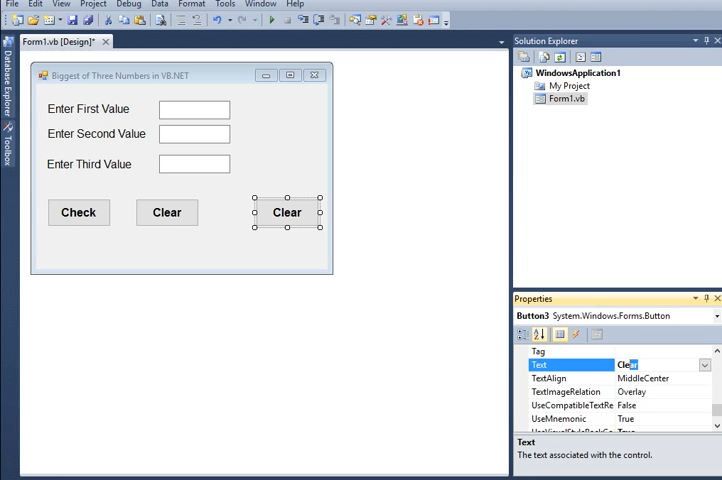 File Edit View Project Build Debug Team Data Format Tools Window Help
Form1.vb [Design]*
Solution Explorer
Database Explorer
Toolbox
WindowsApplication1
My Project
Form1.vb
Biggest of Three Numbers in VB.NET
Enter First Value
Enter Second Value
Enter Third Value
Check Clear Clear
Properties
Button3 System.Windows.Forms.Button
Tag
Text Clear
TextAlign MiddleCenter
TextImageRelation Overlay
UseCompatibleTextRe False
UseMnemonic True
Text
The text associated with the control.